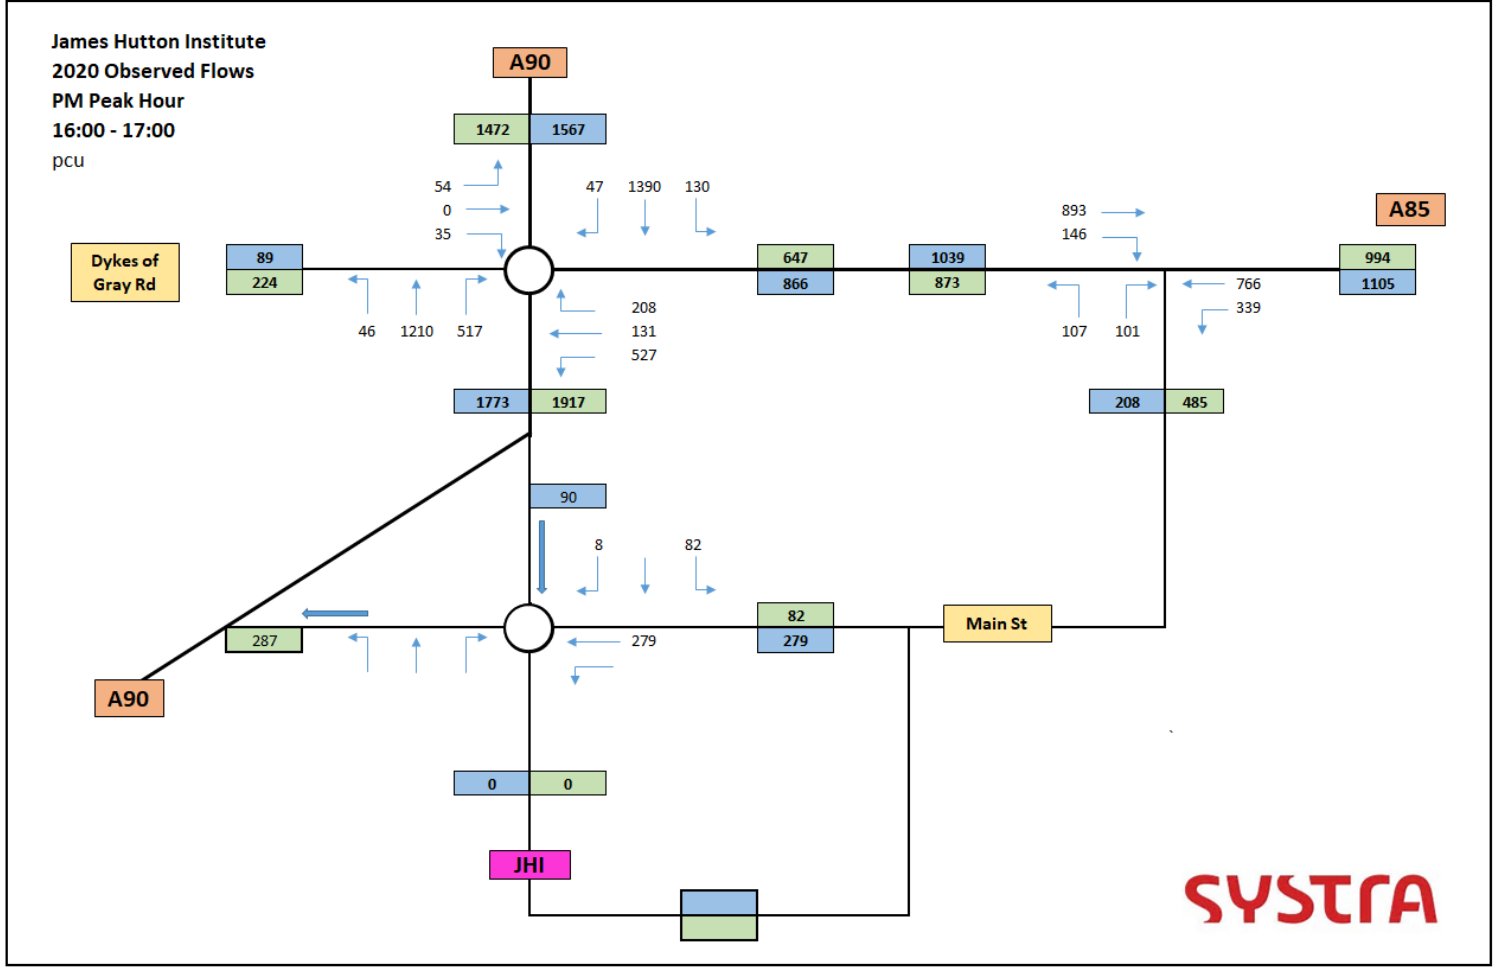 James Hutton Institute
2020 Observed Flows
PM Peak Hour
16:00 - 17:00
pcu
A90
1472 1567
54
0
35
47 1390 130
893
146
A85
Dykes of
Gray Rd
89
224
647
866
1039
873
994
1105
46 1210 517
208
131
527
107 101
766
339
1773 1917
208 485
90
8 82
287
279
82
279
Main St
A90
0 0
JHI
SYSTRA